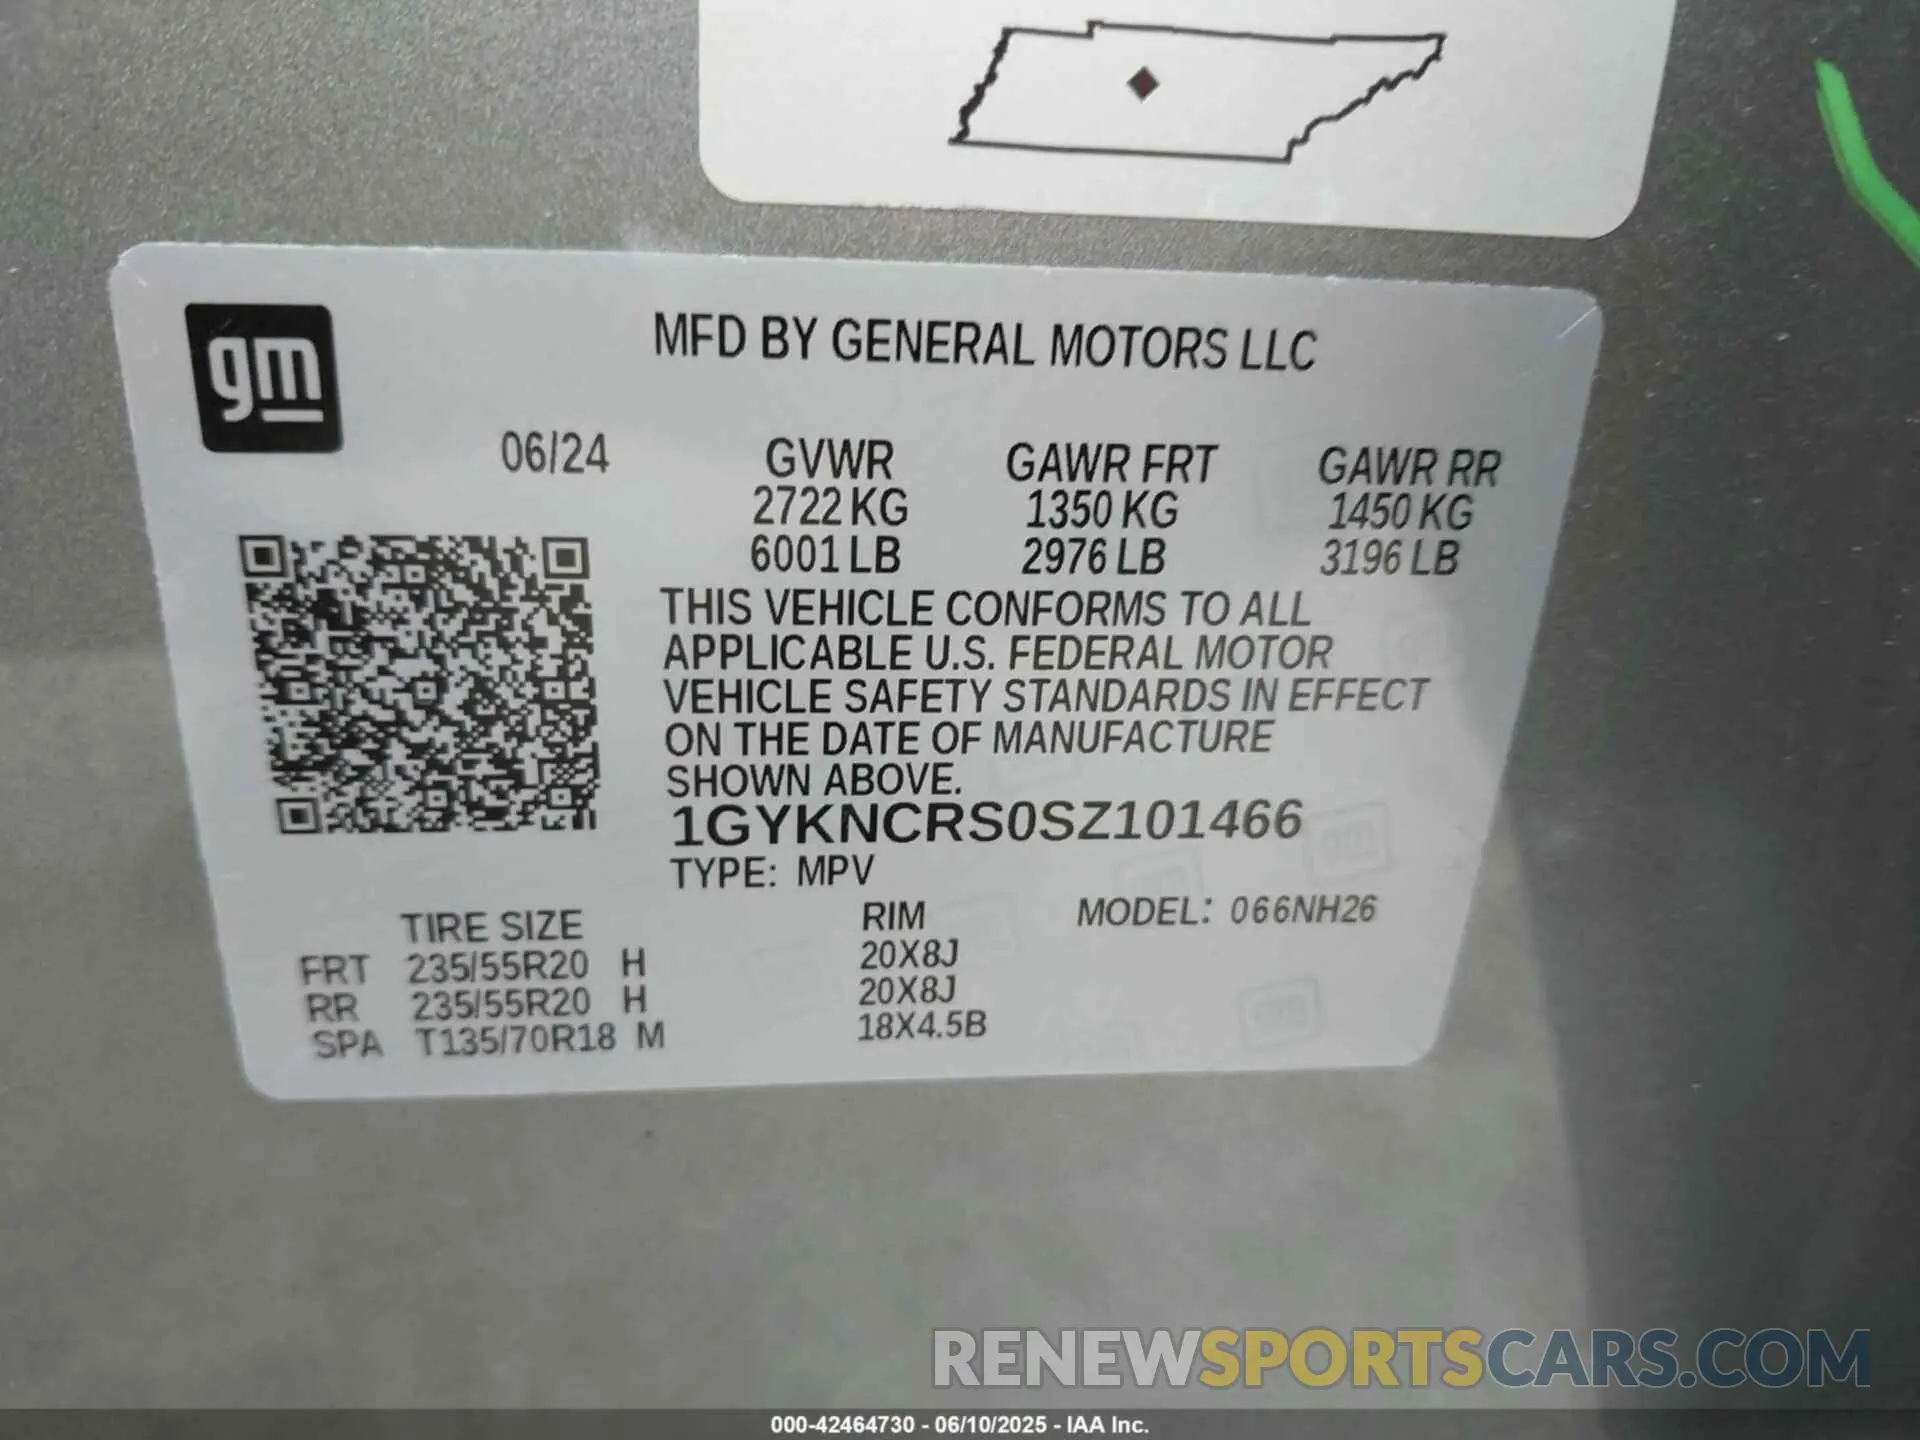 gm
MFD BY GENERAL MOTORS LLC
06/24 GVWR GAWR FRT GAWR RR
2722 KG 1350 KG 1450 KG
6001 LB 2976 LB 3196 LB
THIS VEHICLE CONFORMS TO ALL
APPLICABLE U.S. FEDERAL MOTOR
VEHICLE SAFETY STANDARDS IN EFFECT
ON THE DATE OF MANUFACTURE
SHOWN ABOVE.
1GYKNCRS0SZ101466
TYPE: MPV
TIRE SIZE RIM MODEL: 066NH26
FRT 235/55R20 H 20X8J
RR 235/55R20 H 20X8J
SPA T135/70R18 M 18X4.5B
RENEWSPORTSCARS.COM
000-42464730 - 06/10/2025 - IAA Inc.